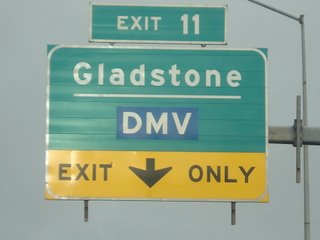 EXIT 11
Gladstone
DMV
EXIT ONLY